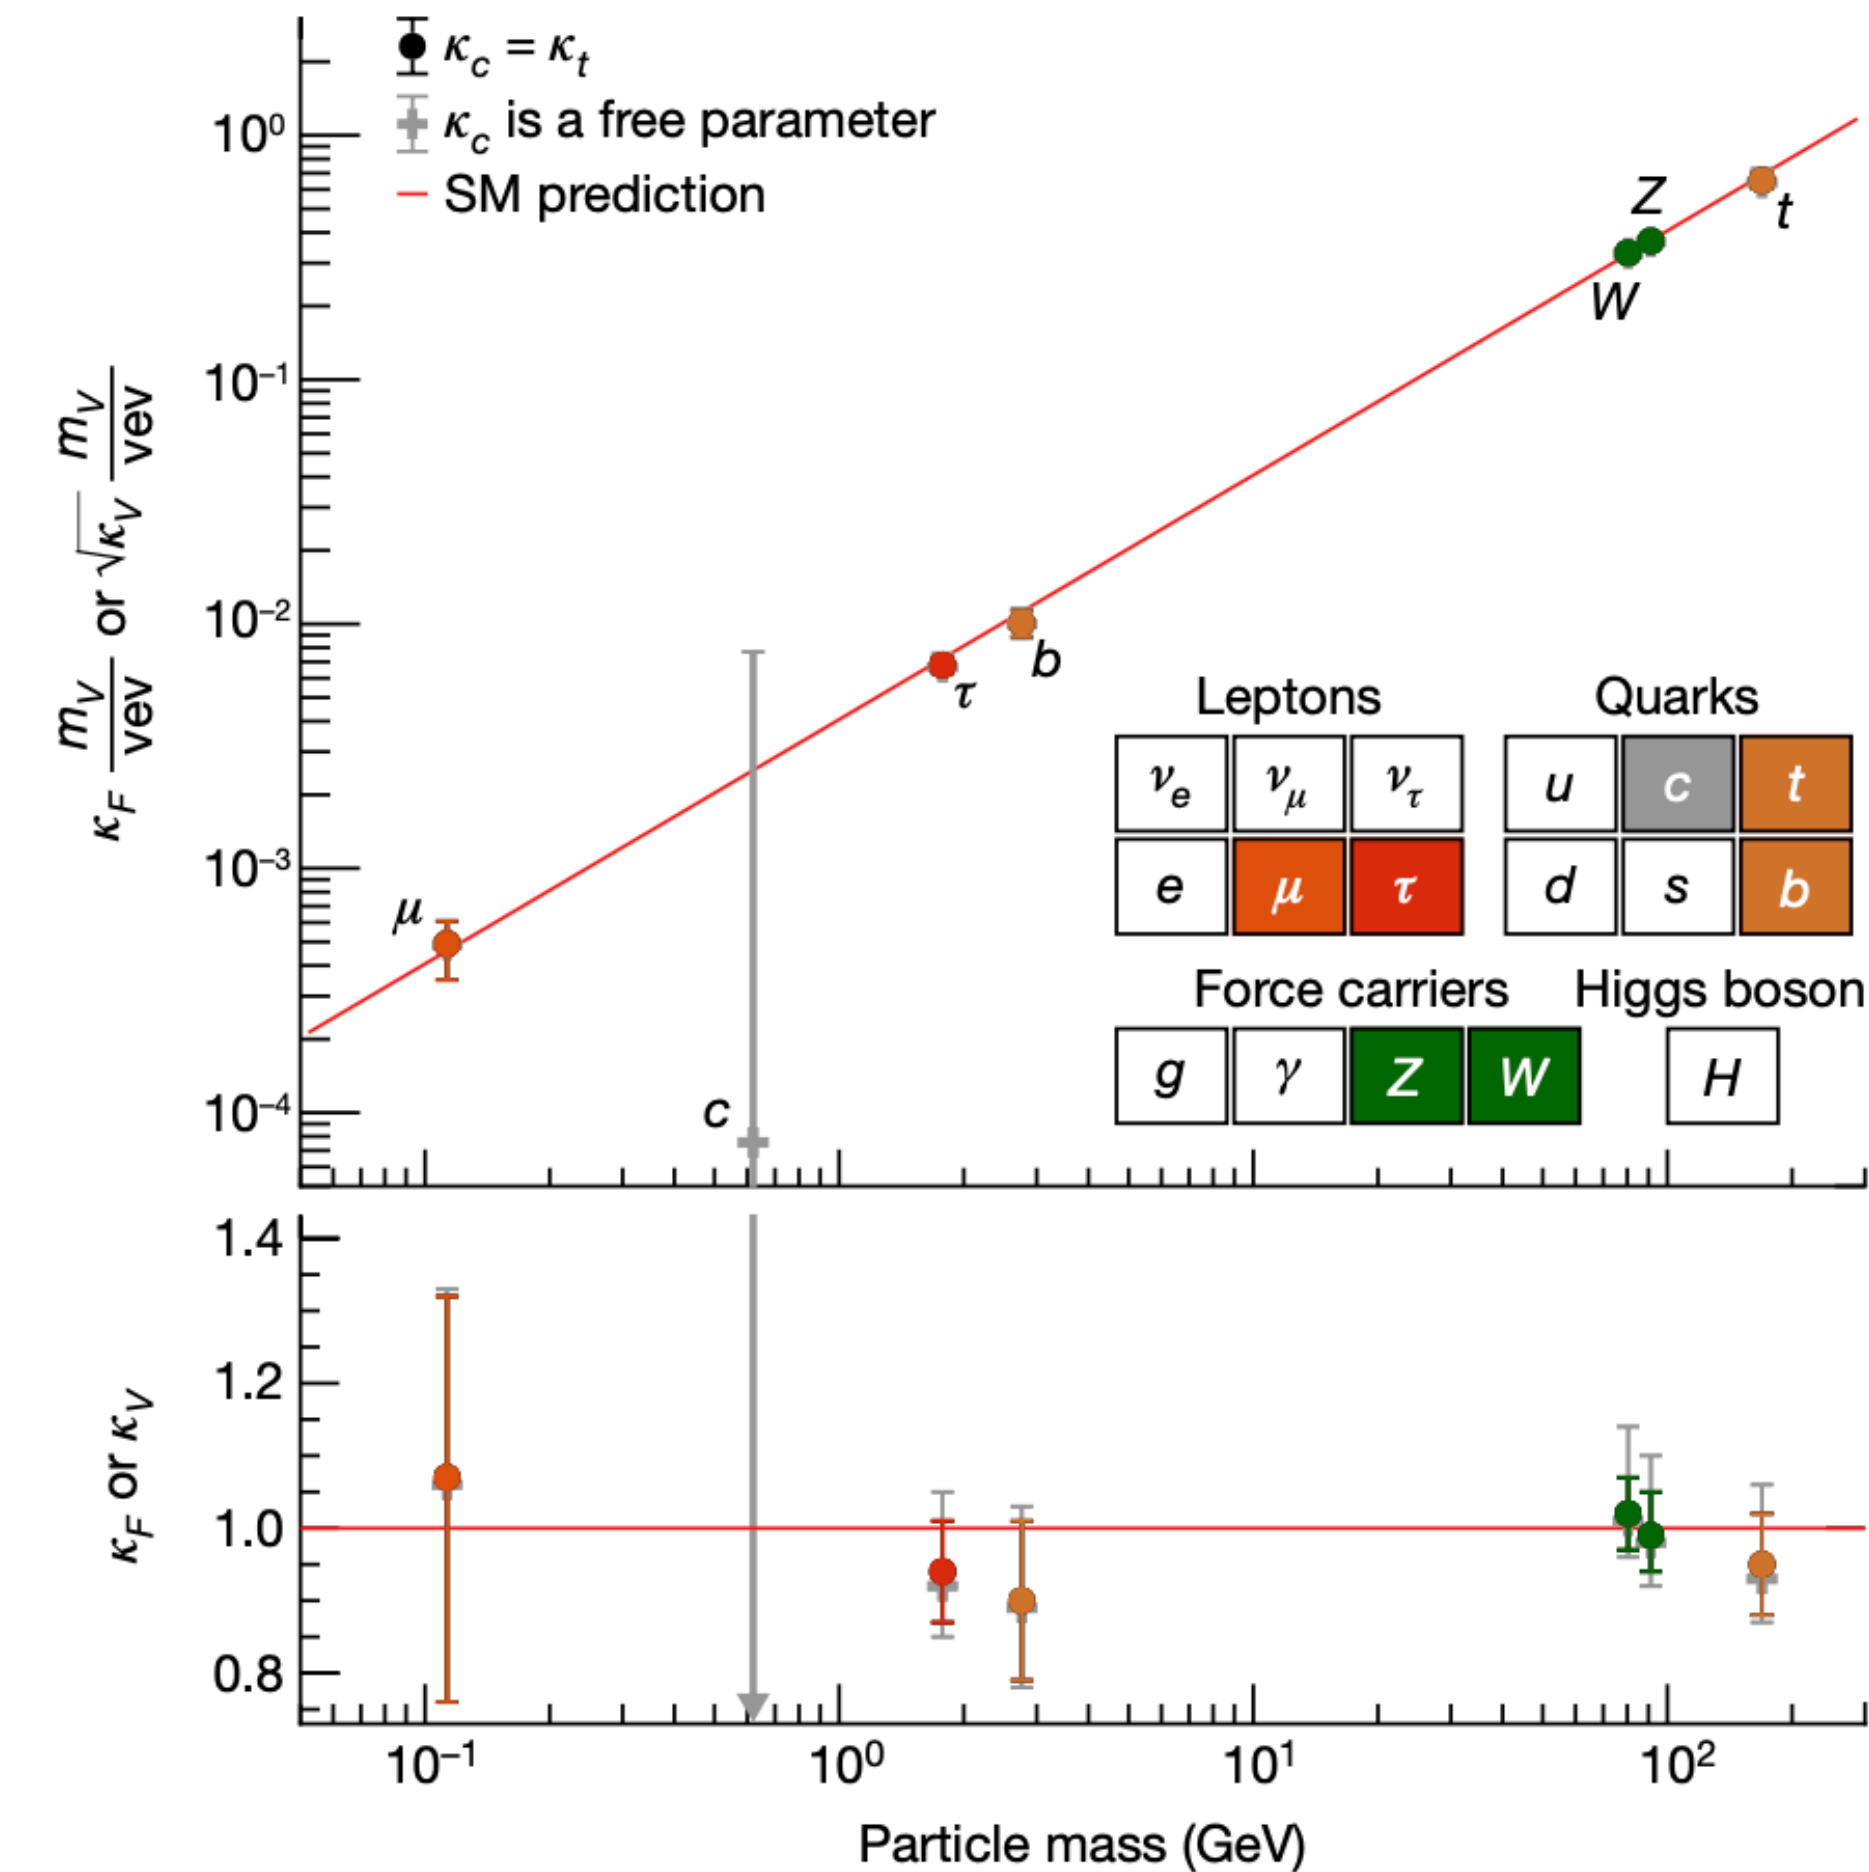 κc = κt
κc is a free parameter
SM prediction
10⁰
10⁻¹
10⁻²
10⁻³
10⁻⁴
κF mV/vev or √κV mV/vev
μ
c
τ
b
W
Z
t
Leptons
νe νμ ντ
e μ τ
Quarks
u c t
d s b
Force carriers
g γ Z W
Higgs boson
H
1.4
1.2
1.0
0.8
κF or κV
10⁻¹ 10⁰ 10¹ 10²
Particle mass (GeV)